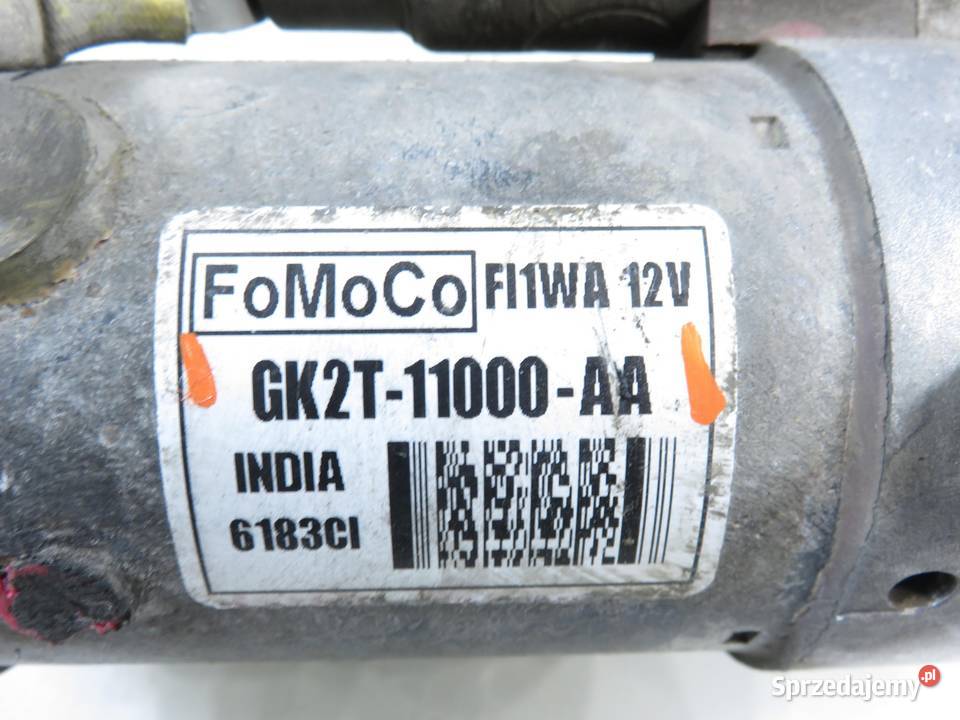 FoMoCo FI1WA 12V
GK2T-11000-AA
INDIA
6183CI
Sprzedajemy.pl